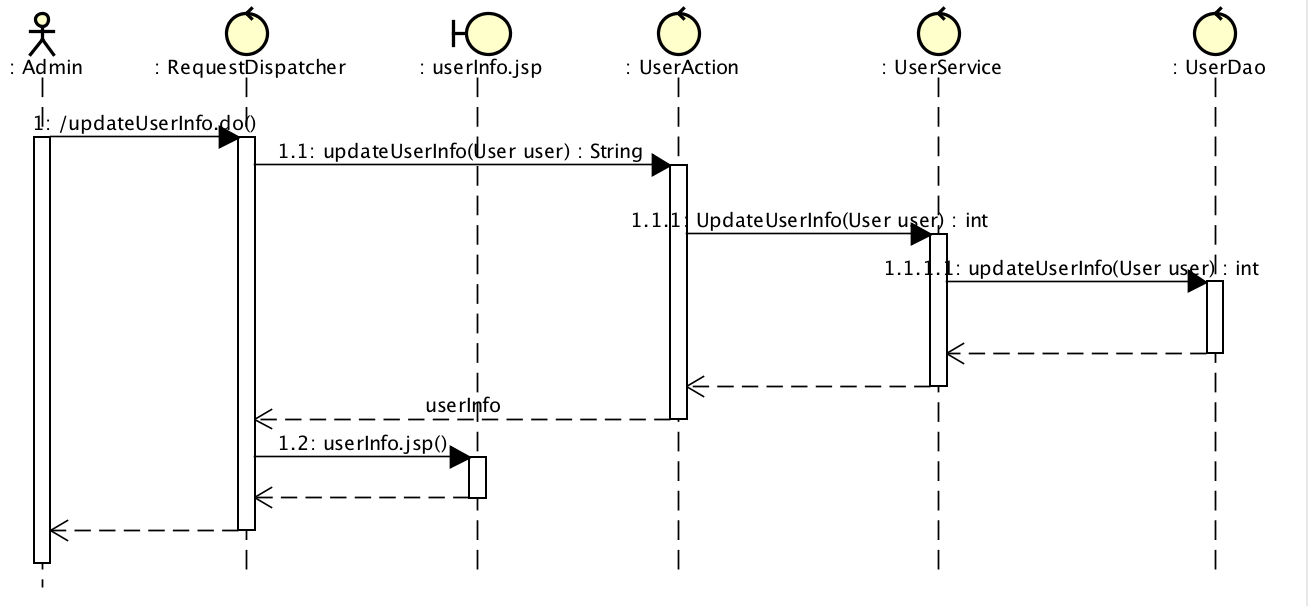 : Admin
: RequestDispatcher
: userInfo.jsp
: UserAction
: UserService
: UserDao
1: /updateUserInfo.do()
1.1: updateUserInfo(User user) : String
1.1.1: UpdateUserInfo(User user) : int
1.1.1.1: updateUserInfo(User user) : int
userInfo
1.2: userInfo.jsp()